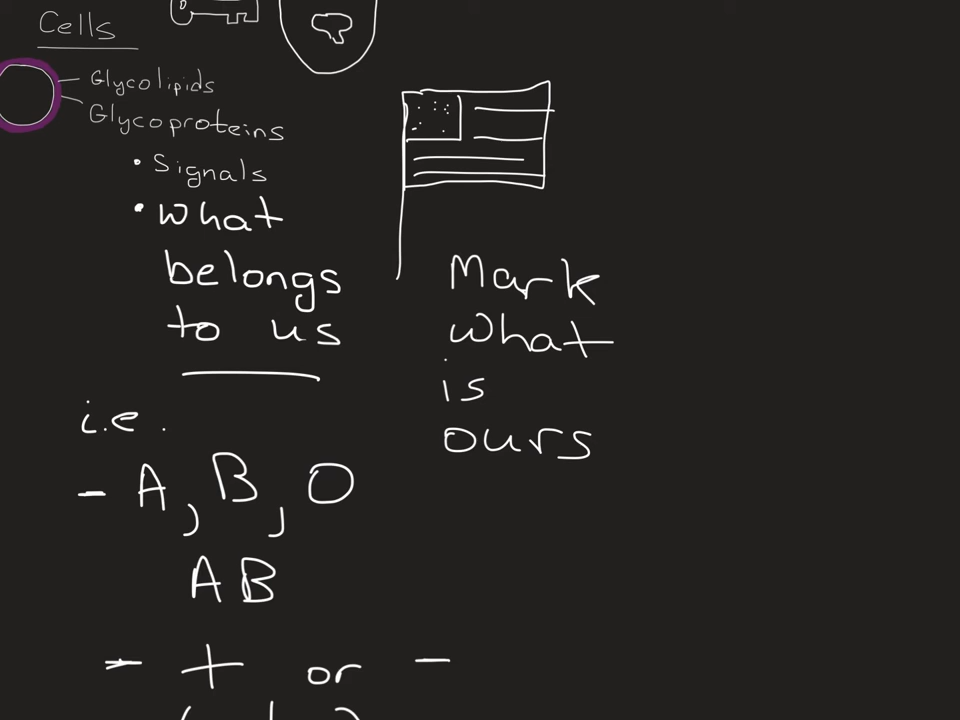 Cells
Glycolipids
Glycoproteins
• Signals
• What
belongs
to us
Mark
what
is
ours
i.e.
- A, B, O
AB
- + or -